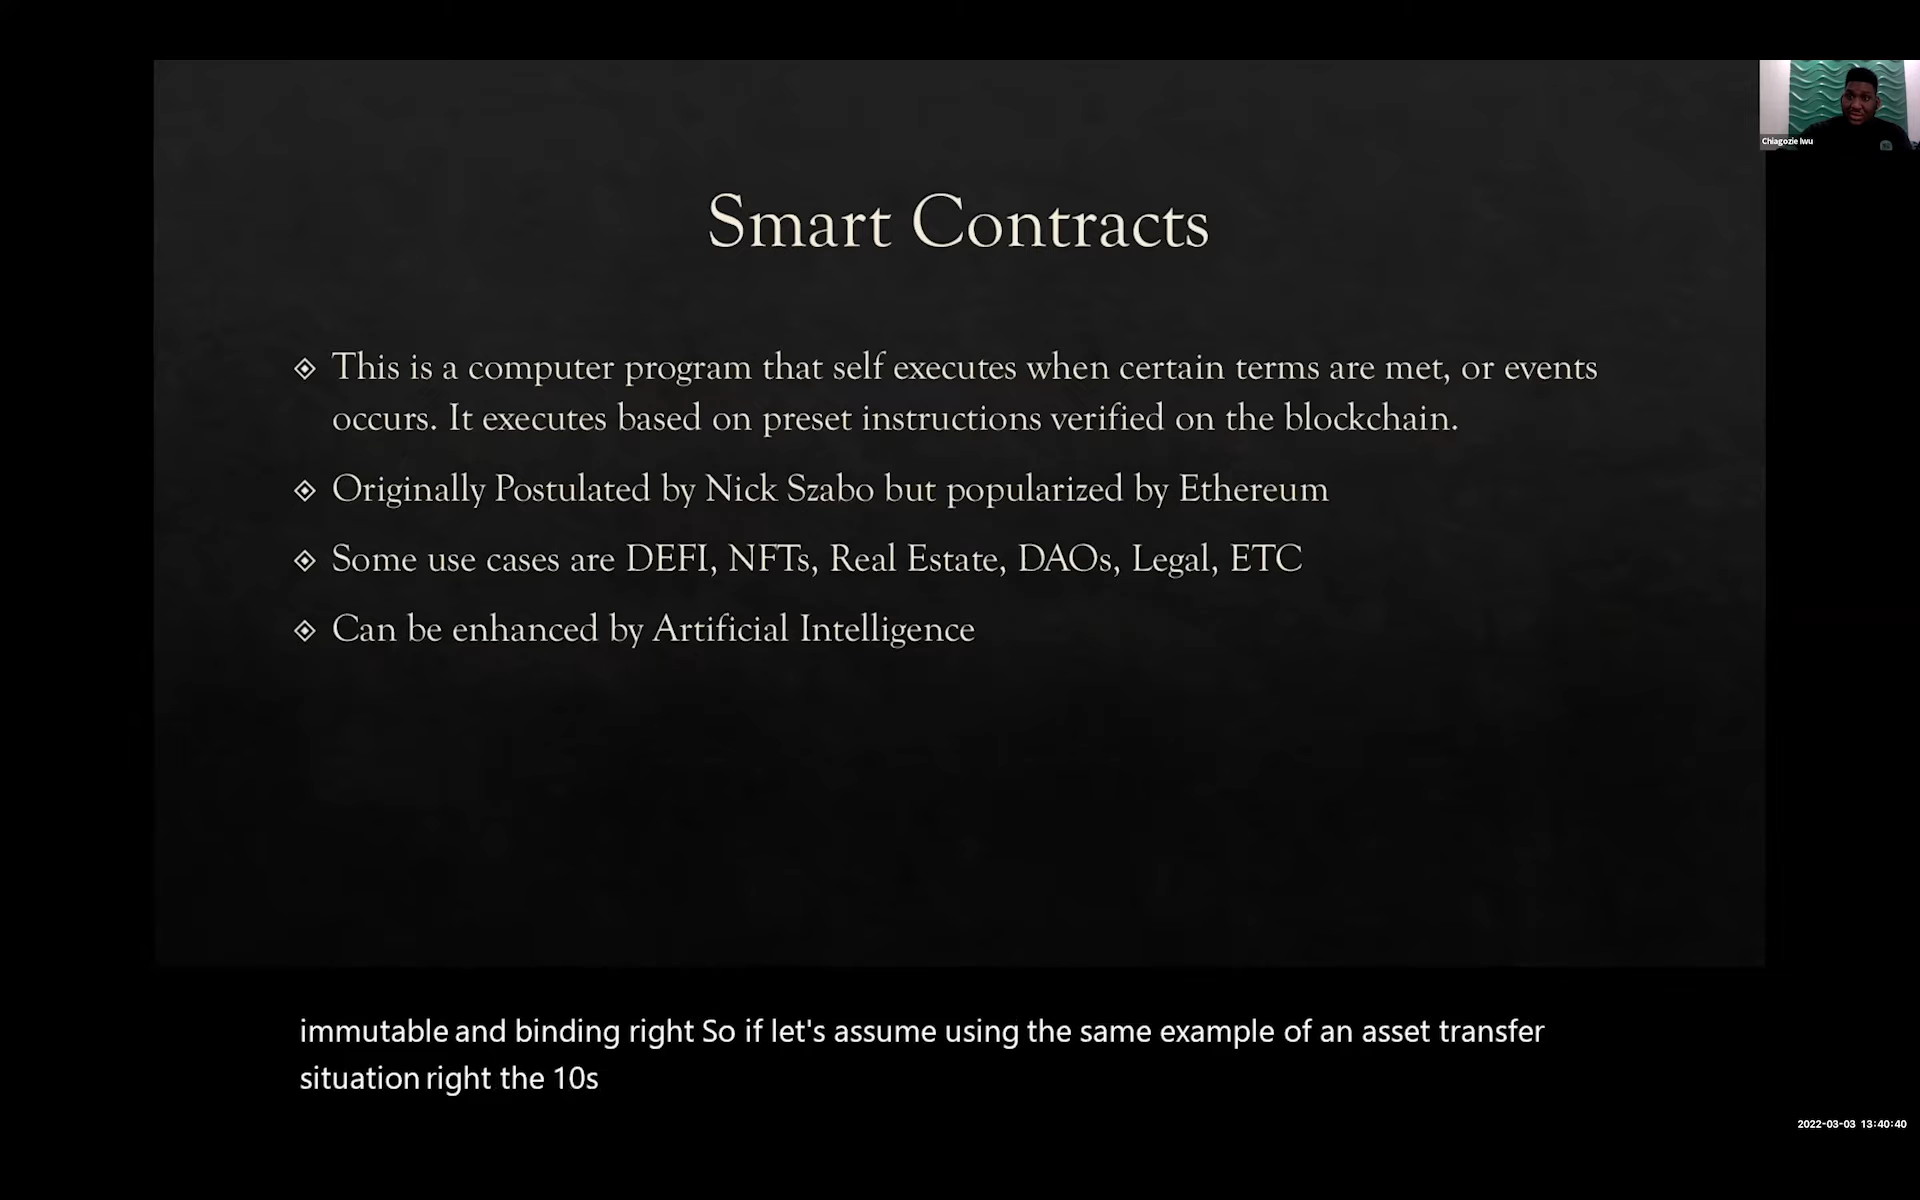 Chiagozie Iwu
Smart Contracts
This is a computer program that self executes when certain terms are met, or events
occurs. It executes based on preset instructions verified on the blockchain.
Originally Postulated by Nick Szabo but popularized by Ethereum
Some use cases are DEFI, NFTs, Real Estate, DAOs, Legal, ETC
Can be enhanced by Artificial Intelligence
immutable and binding right So if let's assume using the same example of an asset transfer
situation right the 10s
2022-03-03 13:40:40